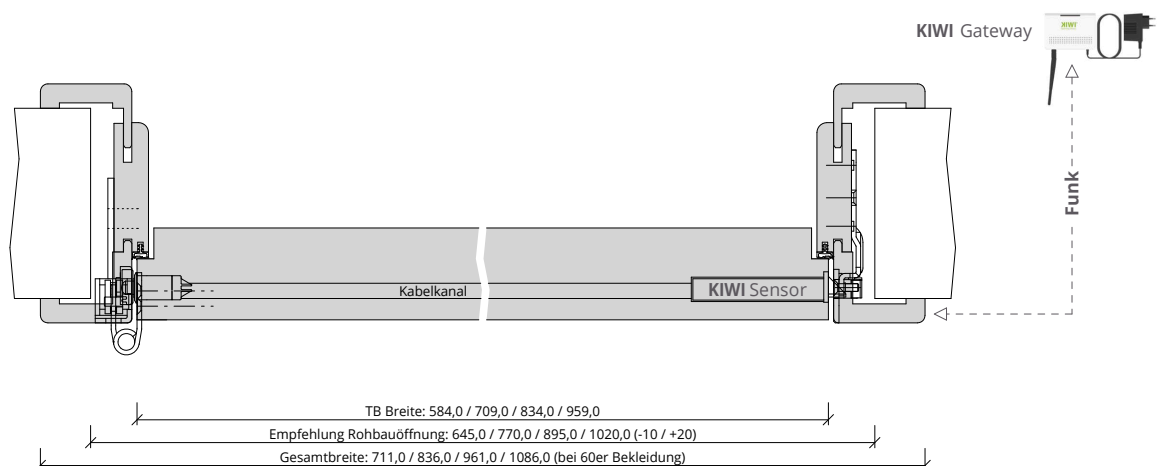 KIWI Gateway
KIWI
Funk
Kabelkanal
KIWI Sensor
TB Breite: 584,0 / 709,0 / 834,0 / 959,0
Empfehlung Rohbauöffnung: 645,0 / 770,0 / 895,0 / 1020,0 (-10 / +20)
Gesamtbreite: 711,0 / 836,0 / 961,0 / 1086,0 (bei 60er Bekleidung)